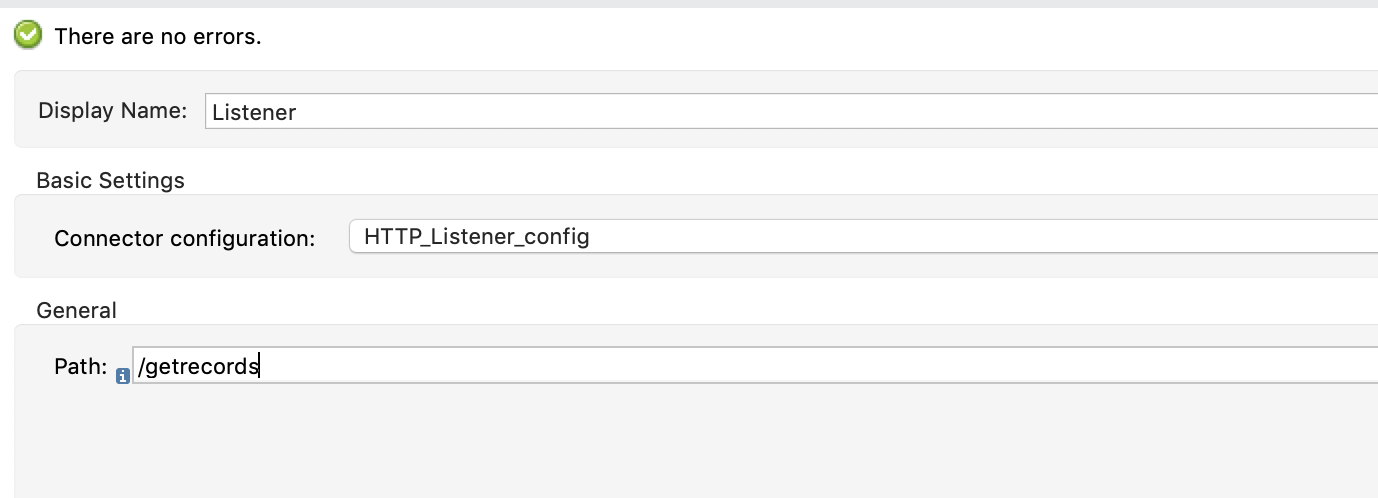 There are no errors.
Display Name: Listener
Basic Settings
Connector configuration: HTTP_Listener_config
General
Path: /getrecords